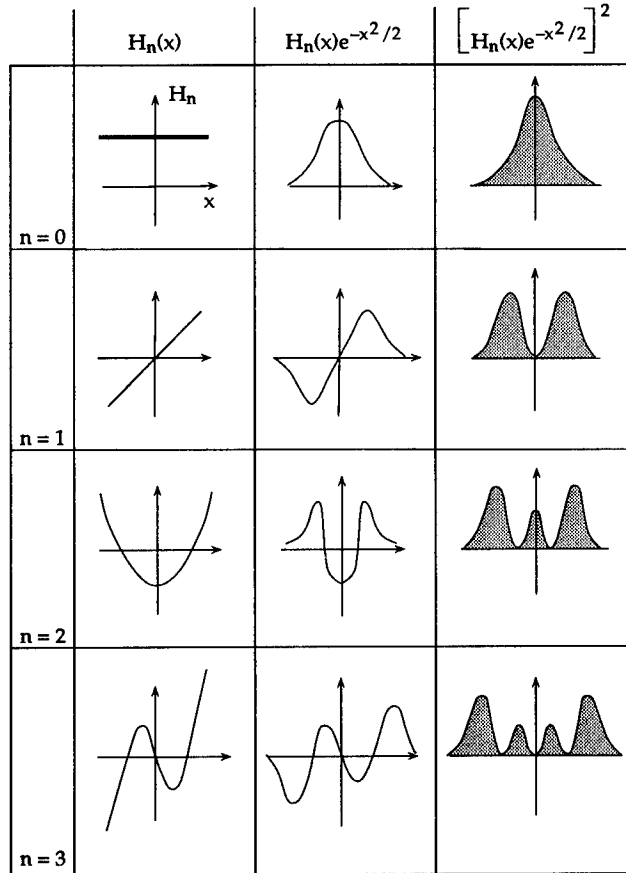 Hₙ(x) Hₙ(x)e^{-x²/2} [Hₙ(x)e^{-x²/2}]²
Hₙ
x
n = 0
n = 1
n = 2
n = 3